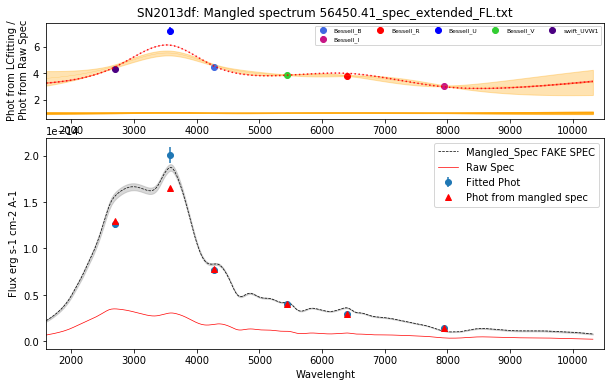 SN2013df: Mangled spectrum 56450.41_spec_extended_FL.txt
Phot from LCfitting /
Phot from Raw Spec
6
4
2
Bessell_B
Bessell_R
Bessell_U
Bessell_V
swift_UVW1
Bessell_I
2000 3000 4000 5000 6000 7000 8000 9000 10000
1e-14
Flux erg s-1 cm-2 A-1
2.0
1.5
1.0
0.5
0.0
Mangled_Spec FAKE SPEC
Raw Spec
Fitted Phot
Phot from mangled spec
2000 3000 4000 5000 6000 7000 8000 9000 10000
Wavelenght